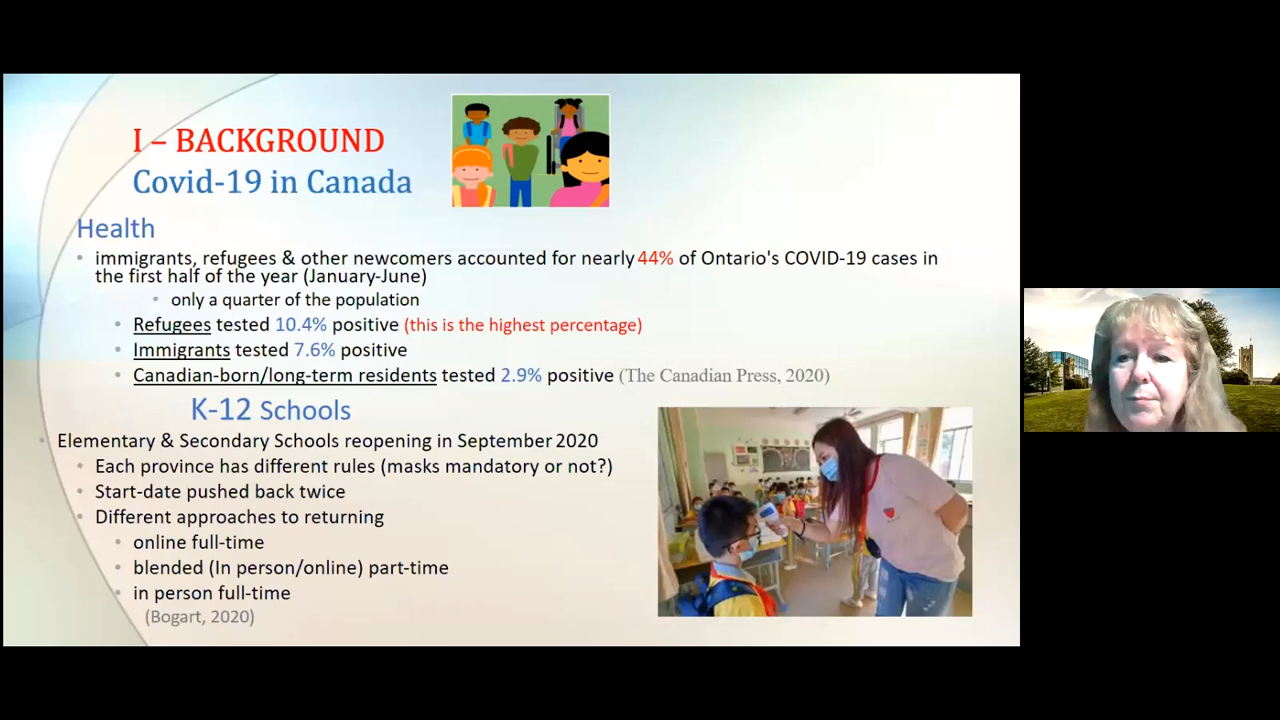 I – BACKGROUND
Covid-19 in Canada
Health
immigrants, refugees & other newcomers accounted for nearly 44% of Ontario's COVID-19 cases in
the first half of the year (January-June)
only a quarter of the population
Refugees tested 10.4% positive (this is the highest percentage)
Immigrants tested 7.6% positive
Canadian-born/long-term residents tested 2.9% positive (The Canadian Press, 2020)
K-12 Schools
Elementary & Secondary Schools reopening in September 2020
Each province has different rules (masks mandatory or not?)
Start-date pushed back twice
Different approaches to returning
online full-time
blended (In person/online) part-time
in person full-time
(Bogart, 2020)